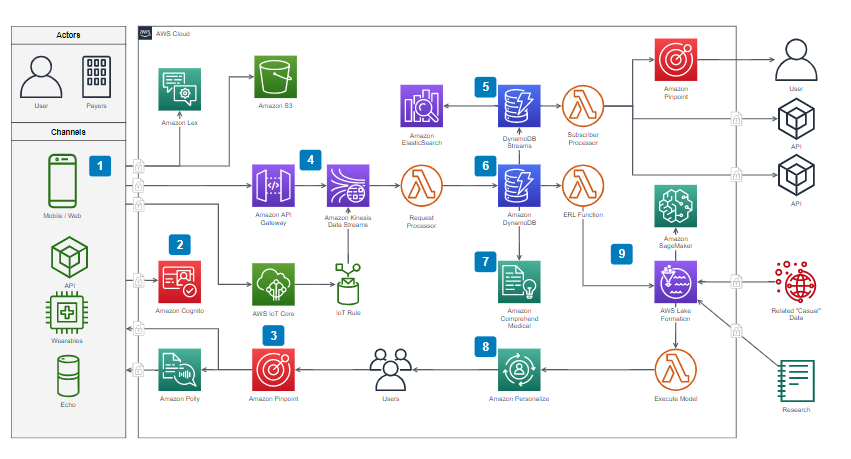 Actors
aws
AWS Cloud
User
Payers
Channels
1
Mobile / Web
API
Wearables
Echo
Amazon Lex
Amazon S3
4
Amazon API
Gateway
Amazon Kinesis
Data Streams
2
Amazon Cognito
AWS IoT Core
IoT Rule
3
Amazon Polly
Amazon Pinpoint
Users
Amazon
ElasticSearch
5
DynamoDB
Streams
Subscriber
Processor
Request
Processor
6
Amazon
DynamoDB
ERL Function
7
Amazon
Comprehend
Medical
8
Amazon Personalize
Amazon
Pinpoint
9
Amazon
SageMaker
AWS Lake
Formation
Execute Model
User
API
API
Related "Casual"
Data
Research